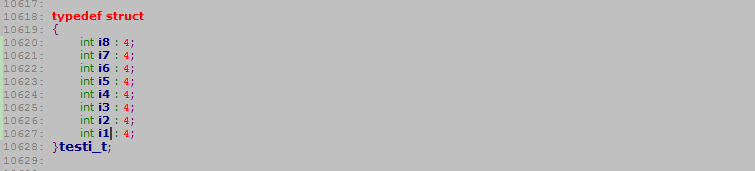 10617:
10618: typedef struct
10619: {
10620: int i8 : 4;
10621: int i7 : 4;
10622: int i6 : 4;
10623: int i5 : 4;
10624: int i4 : 4;
10625: int i3 : 4;
10626: int i2 : 4;
10627: int i1 : 4;
10628: }testi_t;
10629: